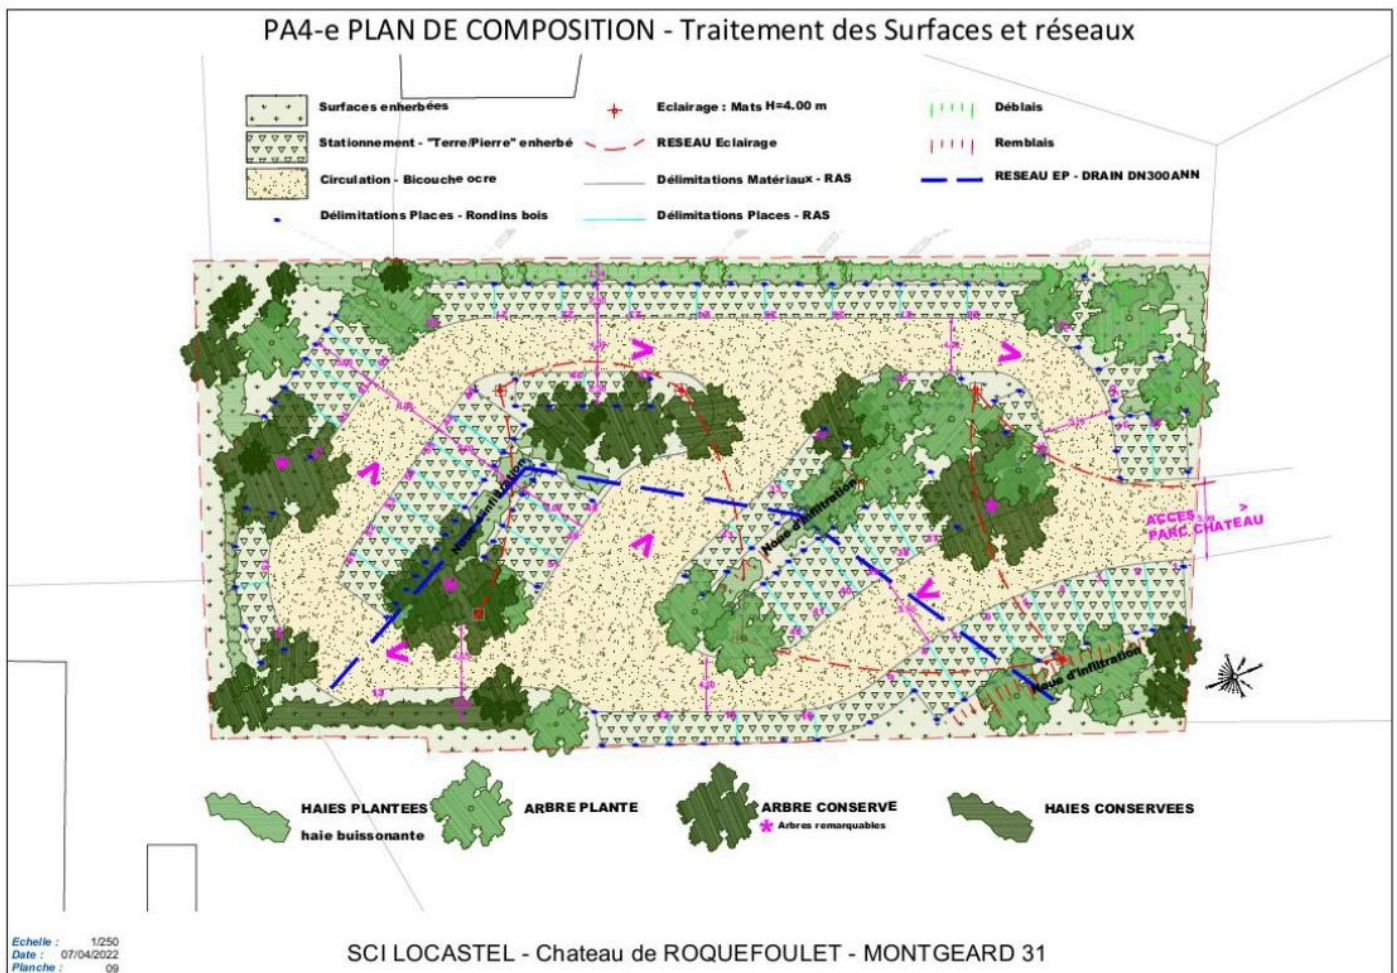 PA4-e PLAN DE COMPOSITION - Traitement des Surfaces et réseaux
Surfaces enherbées
Eclairage : Mats H=4.00 m
Déblais
Stationnement - "Terre/Pierre" enherbé
RESEAU Eclairage
Remblais
Circulation - Bicouche ocre
Délimitations Matériaux - RAS
RESEAU EP - DRAIN DN300ANN
Délimitations Places - Rondins bois
Délimitations Places - RAS
Noue d'infiltration
Noue d'infiltration
ACCES
PARC CHATEAU
Noue d'infiltration
13
HAIES PLANTEES
haie buissonante
ARBRE PLANTE
ARBRE CONSERVE
Arbres remarquables
HAIES CONSERVEES
Echelle : 1/250
Date : 07/04/2022
Planche : 09
SCI LOCASTEL - Chateau de ROQUEFOULET - MONTGEARD 31